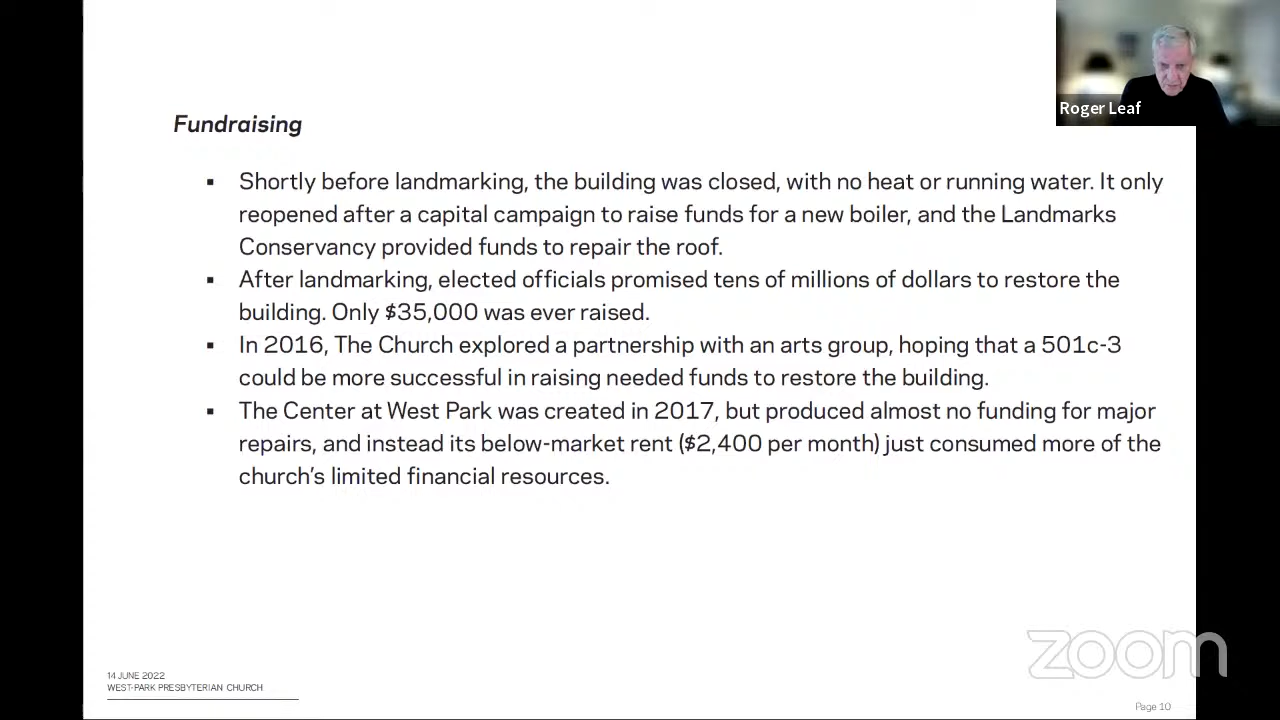 Roger Leaf
Fundraising
▪ Shortly before landmarking, the building was closed, with no heat or running water. It only
reopened after a capital campaign to raise funds for a new boiler, and the Landmarks
Conservancy provided funds to repair the roof.
▪ After landmarking, elected officials promised tens of millions of dollars to restore the
building. Only $35,000 was ever raised.
▪ In 2016, The Church explored a partnership with an arts group, hoping that a 501c-3
could be more successful in raising needed funds to restore the building.
▪ The Center at West Park was created in 2017, but produced almost no funding for major
repairs, and instead its below-market rent ($2,400 per month) just consumed more of the
church's limited financial resources.
zoom
14 JUNE 2022
WEST-PARK PRESBYTERIAN CHURCH
Page 10